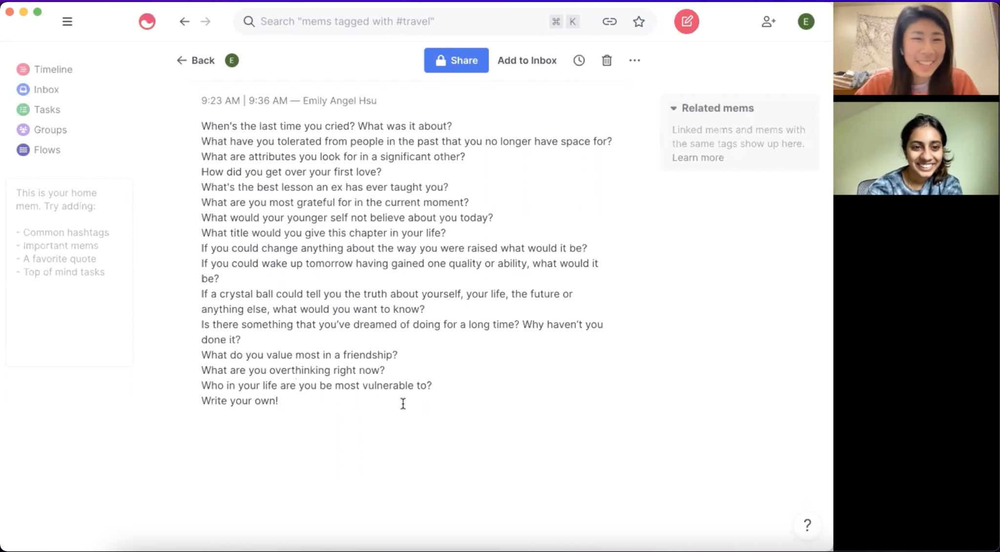 Search "mems tagged with #travel"
⌘ K
E
Timeline
Inbox
Tasks
Groups
Flows
This is your home
mem. Try adding:
- Common hashtags
- Important mems
- A favorite quote
- Top of mind tasks
Back
E
Share
Add to Inbox
9:23 AM | 9:36 AM — Emily Angel Hsu
When's the last time you cried? What was it about?
What have you tolerated from people in the past that you no longer have space for?
What are attributes you look for in a significant other?
How did you get over your first love?
What's the best lesson an ex has ever taught you?
What are you most grateful for in the current moment?
What would your younger self not believe about you today?
What title would you give this chapter in your life?
If you could change anything about the way you were raised what would it be?
If you could wake up tomorrow having gained one quality or ability, what would it
be?
If a crystal ball could tell you the truth about yourself, your life, the future or
anything else, what would you want to know?
Is there something that you’ve dreamed of doing for a long time? Why haven’t you
done it?
What do you value most in a friendship?
What are you overthinking right now?
Who in your life are you be most vulnerable to?
Write your own!
Related mems
Linked mems and mems with
the same tags show up here.
Learn more
?